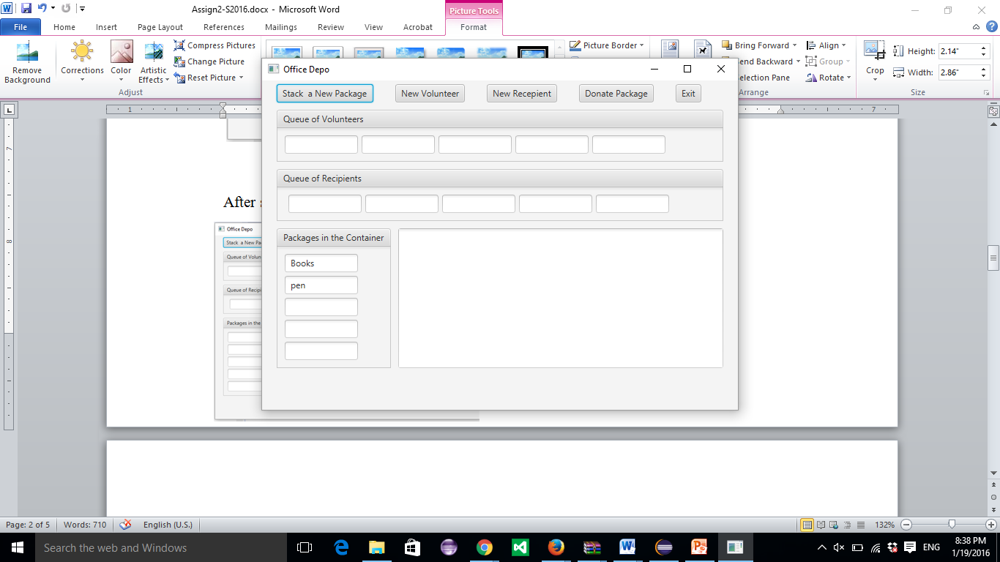 Assign2-S2016.docx - Microsoft Word
Picture Tools
File Home Insert Page Layout References Mailings Review View Acrobat Format
Remove Background
Corrections
Color
Artistic Effects
Compress Pictures
Change Picture
Reset Picture
Adjust
Picture Border
Bring Forward
Send Backward
Selection Pane
Align
Group
Rotate
Arrange
Crop
Height: 2.14"
Width: 2.86"
Size
1 7
7
8
After
Office Depo
Stack a New Pa
Queue of Volun
Queue of Recip
Packages in the
Office Depo
Stack a New Package New Volunteer New Recepient Donate Package Exit
Queue of Volunteers
Queue of Recipients
Packages in the Container
Books
pen
Page: 2 of 5 Words: 710 English (U.S.) 132%
Search the web and Windows
ENG
8:38 PM
1/19/2016